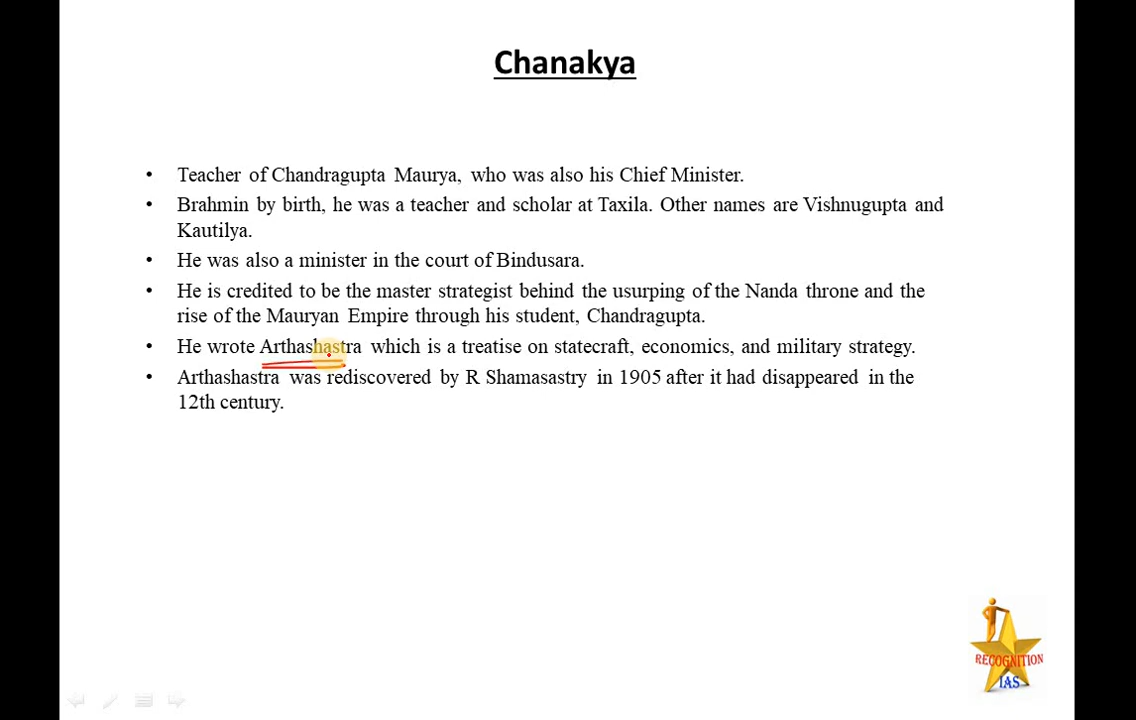 Chanakya
• Teacher of Chandragupta Maurya, who was also his Chief Minister.
• Brahmin by birth, he was a teacher and scholar at Taxila. Other names are Vishnugupta and
Kautilya.
• He was also a minister in the court of Bindusara.
• He is credited to be the master strategist behind the usurping of the Nanda throne and the
rise of the Mauryan Empire through his student, Chandragupta.
• He wrote Arthashastra which is a treatise on statecraft, economics, and military strategy.
• Arthashastra was rediscovered by R Shamasastry in 1905 after it had disappeared in the
12th century.
RECOGNITION
IAS